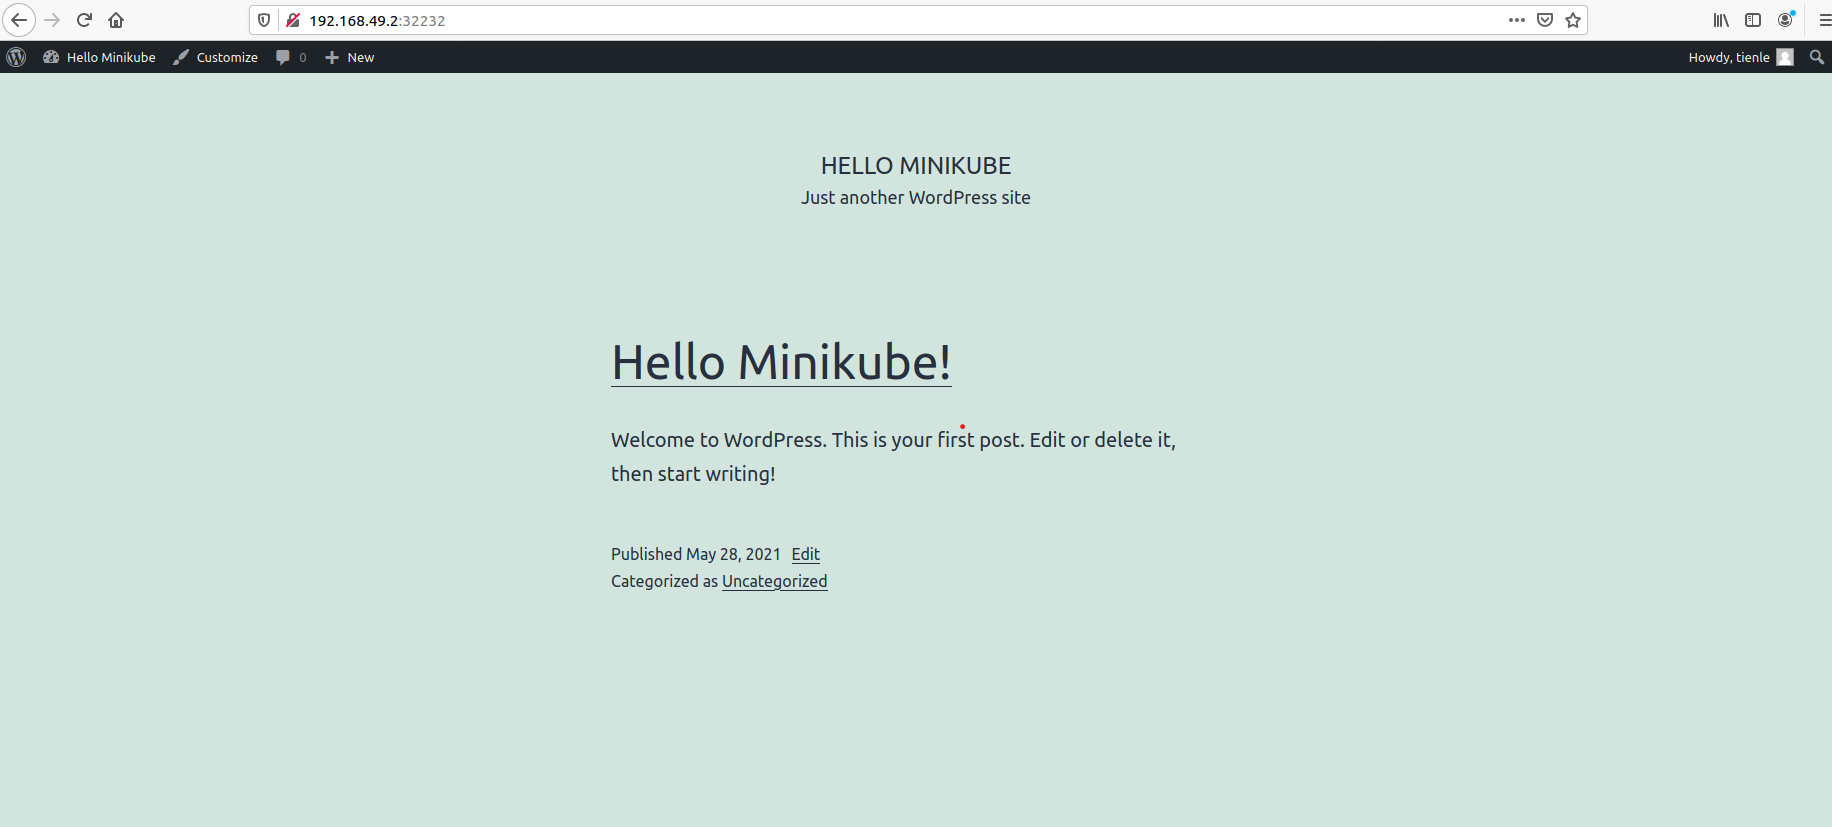 192.168.49.2:32232
Hello Minikube Customize 0 New Howdy, tienle
HELLO MINIKUBE
Just another WordPress site
Hello Minikube!
Welcome to WordPress. This is your first post. Edit or delete it,
then start writing!
Published May 28, 2021 Edit
Categorized as Uncategorized